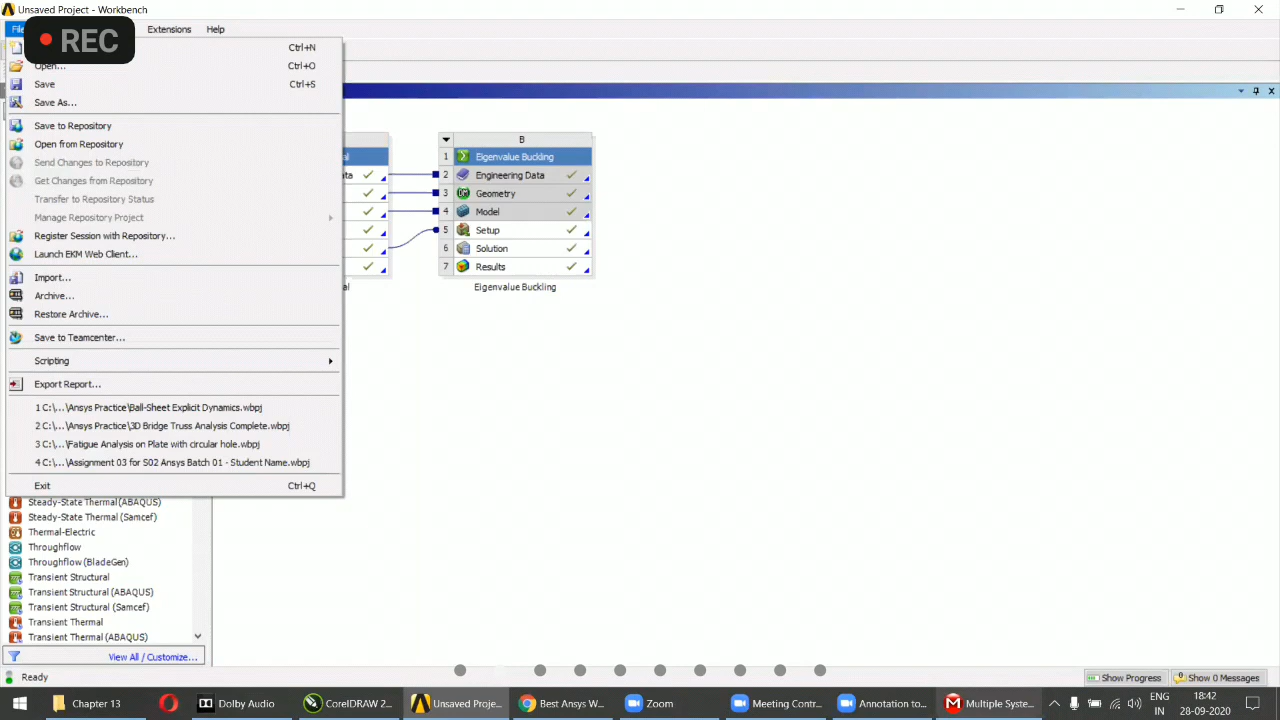 Unsaved Project - Workbench
File
REC
Extensions
Help
Ctrl+N
Open...
Ctrl+O
Save
Ctrl+S
Save As...
Save to Repository
Open from Repository
Send Changes to Repository
Get Changes from Repository
Transfer to Repository Status
Manage Repository Project
Register Session with Repository...
Launch EKM Web Client...
Import...
Archive...
Restore Archive...
Save to Teamcenter...
Scripting
Export Report...
1 C:\...\Ansys Practice\Ball-Sheet Explicit Dynamics.wbpj
2 C:\...\Ansys Practice\3D Bridge Truss Analysis Complete.wbpj
3 C:\...\Fatigue Analysis on Plate with circular hole.wbpj
4 C:\...\Assignment 03 for S02 Ansys Batch 01 - Student Name.wbpj
Exit
Ctrl+Q
B
1 Eigenvalue Buckling
2 Engineering Data
3 Geometry
4 Model
5 Setup
6 Solution
7 Results
Eigenvalue Buckling
Steady-State Thermal (ABAQUS)
Steady-State Thermal (Samcef)
Thermal-Electric
Throughflow
Throughflow (BladeGen)
Transient Structural
Transient Structural (ABAQUS)
Transient Structural (Samcef)
Transient Thermal
Transient Thermal (ABAQUS)
View All / Customize...
Ready
Show Progress
Show 0 Messages
Chapter 13
Dolby Audio
CorelDRAW 2...
Unsaved Proje...
Best Ansys W...
Zoom
Meeting Contr...
Annotation to...
Multiple Syste...
ENG
IN
18:42
28-09-2020